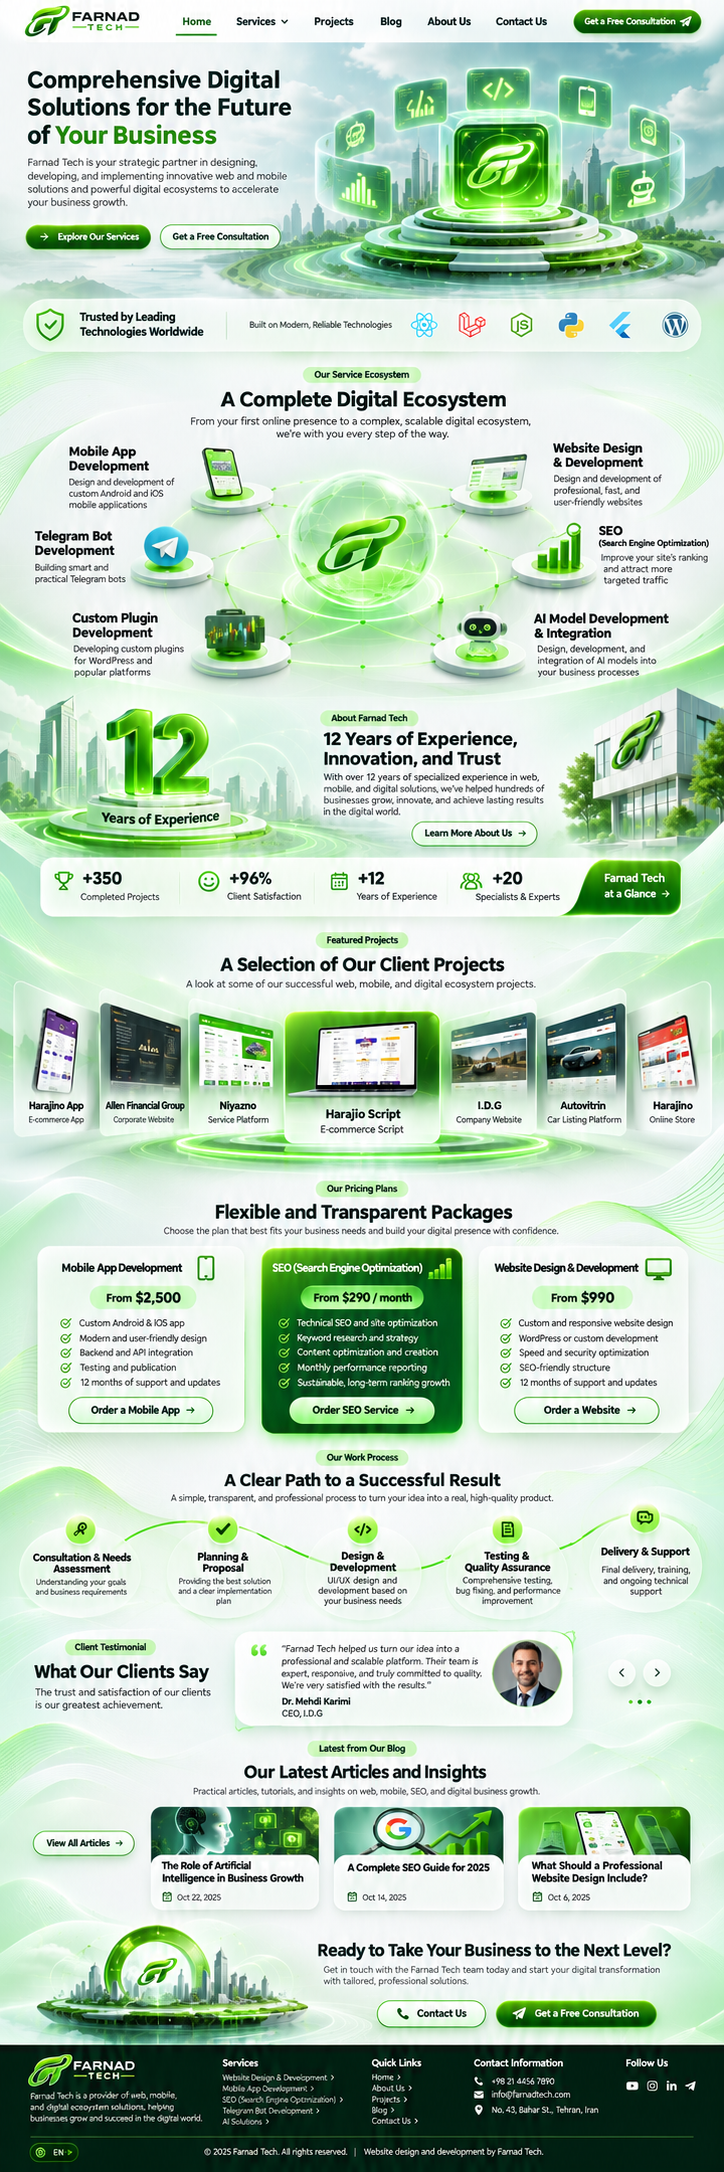 FARNAD
TECH
Home
Services
Projects
Blog
About Us
Contact Us
Get a Free Consultation
Comprehensive Digital
Solutions for the Future
of Your Business
Farnad Tech is your strategic partner in designing,
developing, and implementing innovative web and mobile
solutions and powerful digital ecosystems to accelerate
your business growth.
Explore Our Services
Get a Free Consultation
Trusted by Leading
Technologies Worldwide
Built on Modern, Reliable Technologies
JS
Our Service Ecosystem
A Complete Digital Ecosystem
From your first online presence to a complex, scalable digital ecosystem,
we're with you every step of the way.
Mobile App
Development
Design and development of
custom Android and iOS
mobile applications
Website Design
& Development
Design and development of
professional, fast, and
user-friendly websites
Telegram Bot
Development
Building smart and
practical Telegram bots
SEO
(Search Engine Optimization)
Improve your site's ranking
and attract more
targeted traffic
Custom Plugin
Development
Developing custom plugins
for WordPress and
popular platforms
AI Model Development
& Integration
Design, development, and
integration of AI models into
your business processes
12
Years of Experience
About Farnad Tech
12 Years of Experience,
Innovation, and Trust
With over 12 years of specialized experience in web,
mobile, and digital solutions, we've helped hundreds of
businesses grow, innovate, and achieve lasting results
in the digital world.
Learn More About Us
+350
Completed Projects
+96%
Client Satisfaction
+12
Years of Experience
+20
Specialists & Experts
Farnad Tech
at a Glance
Featured Projects
A Selection of Our Client Projects
A look at some of our successful web, mobile, and digital ecosystem projects.
Harajino App
E-commerce App
Allen Financial Group
Corporate Website
Niyazno
Service Platform
Harajio Script
E-commerce Script
I.D.G
Company Website
Autovitrin
Car Listing Platform
Harajino
Online Store
Our Pricing Plans
Flexible and Transparent Packages
Choose the plan that best fits your business needs and build your digital presence with confidence.
Mobile App Development
From $2,500
Custom Android & iOS app
Modern and user-friendly design
Backend and API integration
Testing and publication
12 months of support and updates
Order a Mobile App
SEO (Search Engine Optimization)
From $290 / month
Technical SEO and site optimization
Keyword research and strategy
Content optimization and creation
Monthly performance reporting
Sustainable, long-term ranking growth
Order SEO Service
Website Design & Development
From $990
Custom and responsive website design
WordPress or custom development
Speed and security optimization
SEO-friendly structure
12 months of support and updates
Order a Website
Our Work Process
A Clear Path to a Successful Result
A simple, transparent, and professional process to turn your idea into a real, high-quality product.
Consultation & Needs
Assessment
Understanding your goals
and business requirements
Planning &
Proposal
Providing the best solution
and a clear implementation
plan
Design &
Development
UI/UX design and
development based on
your business needs
Testing &
Quality Assurance
Comprehensive testing,
bug fixing, and performance
improvement
Delivery & Support
Final delivery, training,
and ongoing technical
support
Client Testimonial
What Our Clients Say
The trust and satisfaction of our clients
is our greatest achievement.
"Farnad Tech helped us turn our idea into a
professional and scalable platform. Their team is
expert, responsive, and truly committed to quality.
We're very satisfied with the results."
Dr. Mehdi Karimi
CEO, I.D.G
Latest from Our Blog
Our Latest Articles and Insights
Practical articles, tutorials, and insights on web, mobile, SEO, and digital business growth.
View All Articles
The Role of Artificial
Intelligence in Business Growth
Oct 22, 2025
A Complete SEO Guide for 2025
Oct 14, 2025
What Should a Professional
Website Design Include?
Oct 6, 2025
Ready to Take Your Business to the Next Level?
Get in touch with the Farnad Tech team today and start your digital transformation
with tailored, professional solutions.
Contact Us
Get a Free Consultation
FARNAD
TECH
Farnad Tech is a provider of web, mobile,
and digital ecosystem solutions, helping
businesses grow and succeed in the digital world.
Services
Website Design & Development
Mobile App Development
SEO (Search Engine Optimization)
Telegram Bot Development
AI Solutions
Quick Links
Home
About Us
Projects
Blog
Contact Us
Contact Information
+98 21 4456 7890
info@farnadtech.com
No. 43, Bahar St., Tehran, Iran
Follow Us
EN
© 2025 Farnad Tech. All rights reserved. | Website design and development by Farnad Tech.